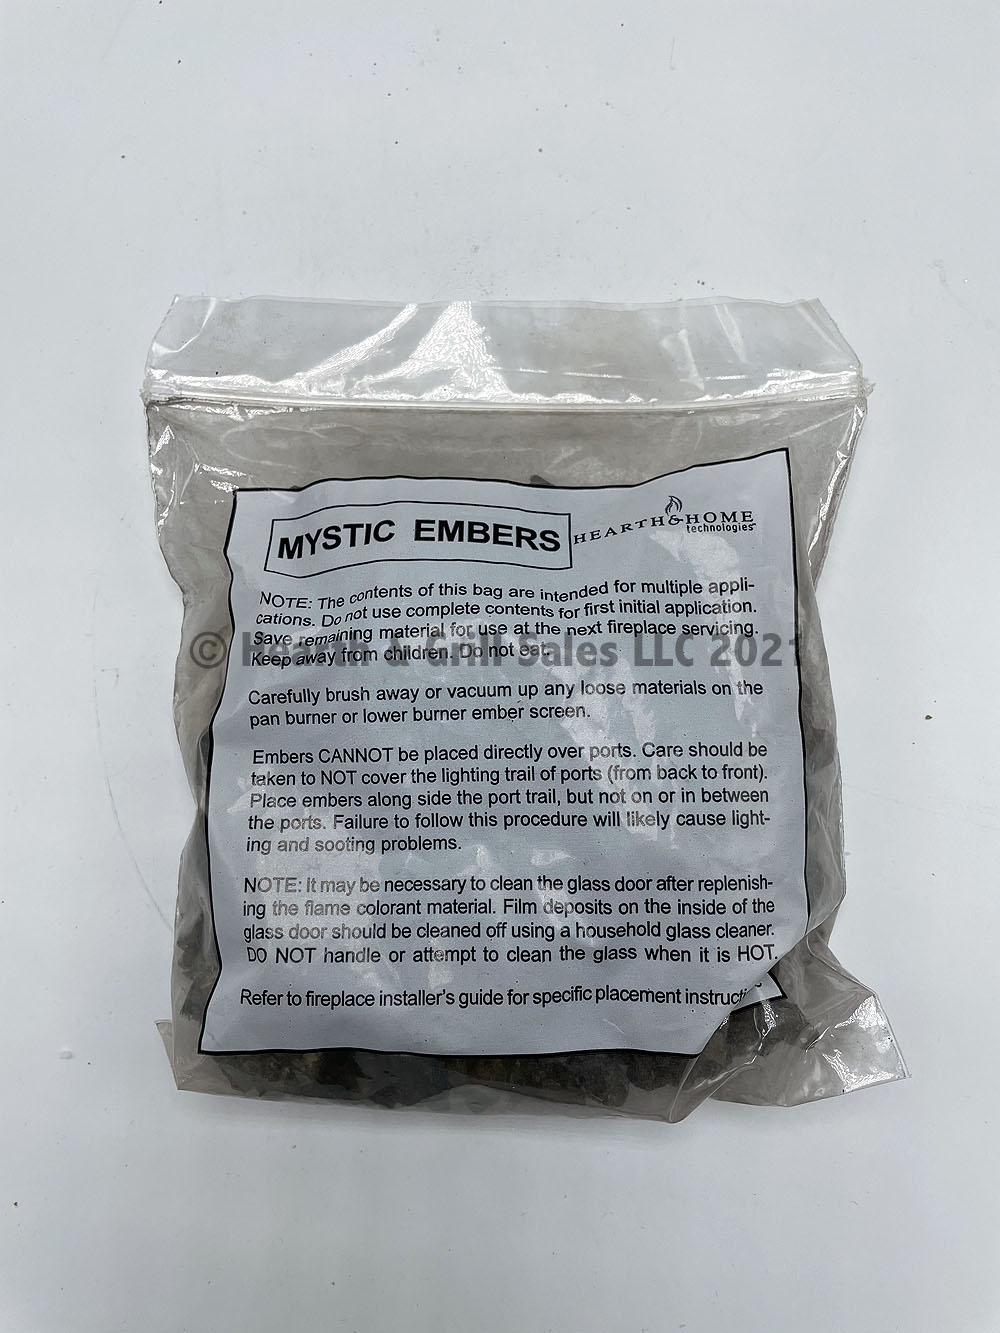 MYSTIC EMBERS
HEARTH & HOME
technologies
NOTE: The contents of this bag are intended for multiple appli-
cations. Do not use complete contents for first initial application.
Save remaining material for use at the next fireplace servicing.
© Hearth & Grill Sales LLC 2021
Keep away from children. Do not eat.
Carefully brush away or vacuum up any loose materials on the
pan burner or lower burner ember screen.
Embers CANNOT be placed directly over ports. Care should be
taken to NOT cover the lighting trail of ports (from back to front).
Place embers along side the port trail, but not on or in between
the ports. Failure to follow this procedure will likely cause light-
ing and sooting problems.
NOTE: It may be necessary to clean the glass door after replenish-
ing the flame colorant material. Film deposits on the inside of the
glass door should be cleaned off using a household glass cleaner.
DO NOT handle or attempt to clean the glass when it is HOT.
Refer to fireplace installer's guide for specific placement